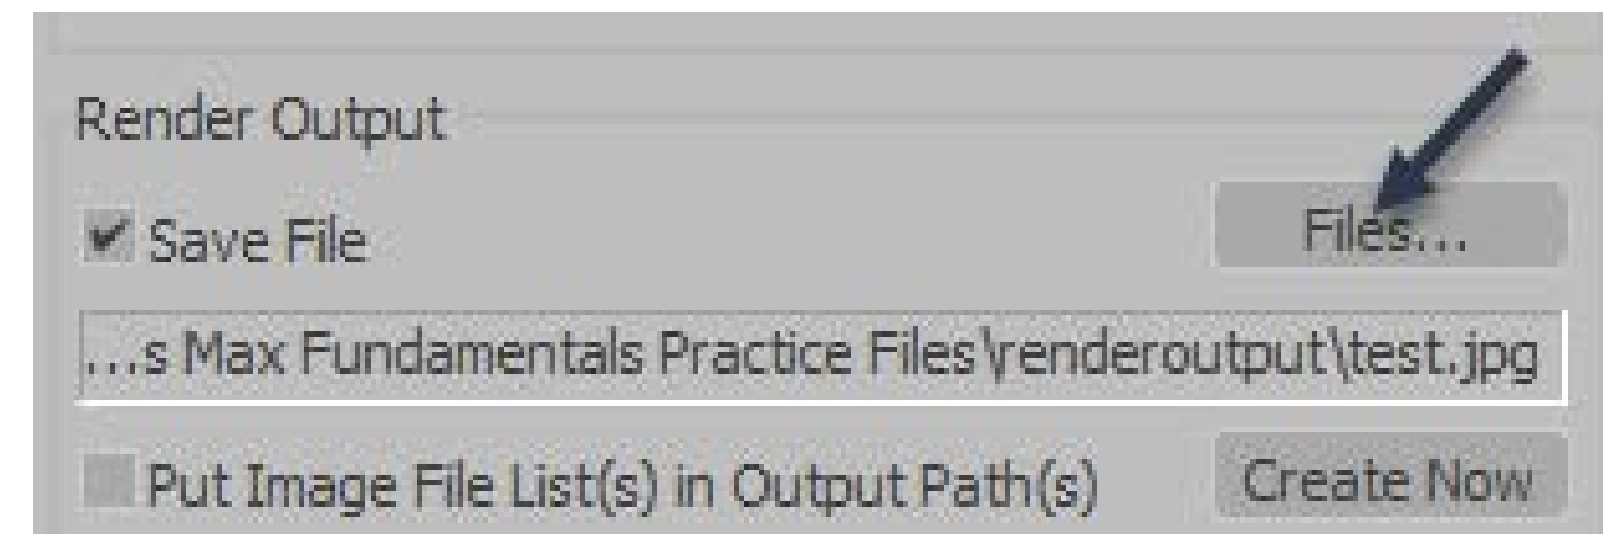 Render Output
Save File Files...
...s Max Fundamentals Practice Files\renderoutput\test.jpg
Put Image File List(s) in Output Path(s) Create Now